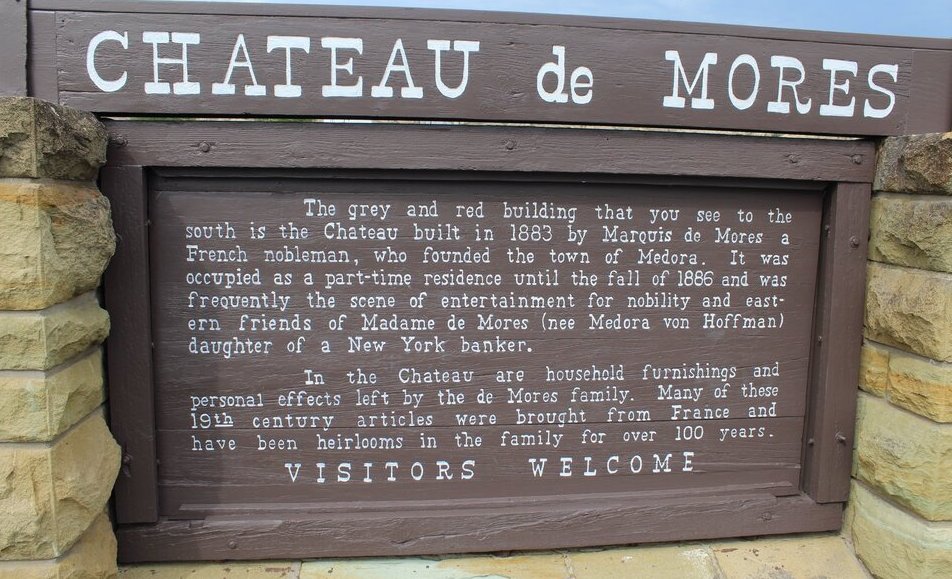 CHATEAU de MORES
The grey and red building that you see to the
south is the Chateau built in 1883 by Marquis de Mores a
French nobleman, who founded the town of Medora. It was
occupied as a part-time residence until the fall of 1886 and was
frequently the scene of entertainment for nobility and east-
ern friends of Madame de Mores (nee Medora von Hoffman)
daughter of a New York banker.
In the Chateau are household furnishings and
personal effects left by the de Mores family. Many of these
19th century articles were brought from France and
have been heirlooms in the family for over 100 years.
VISITORS WELCOME